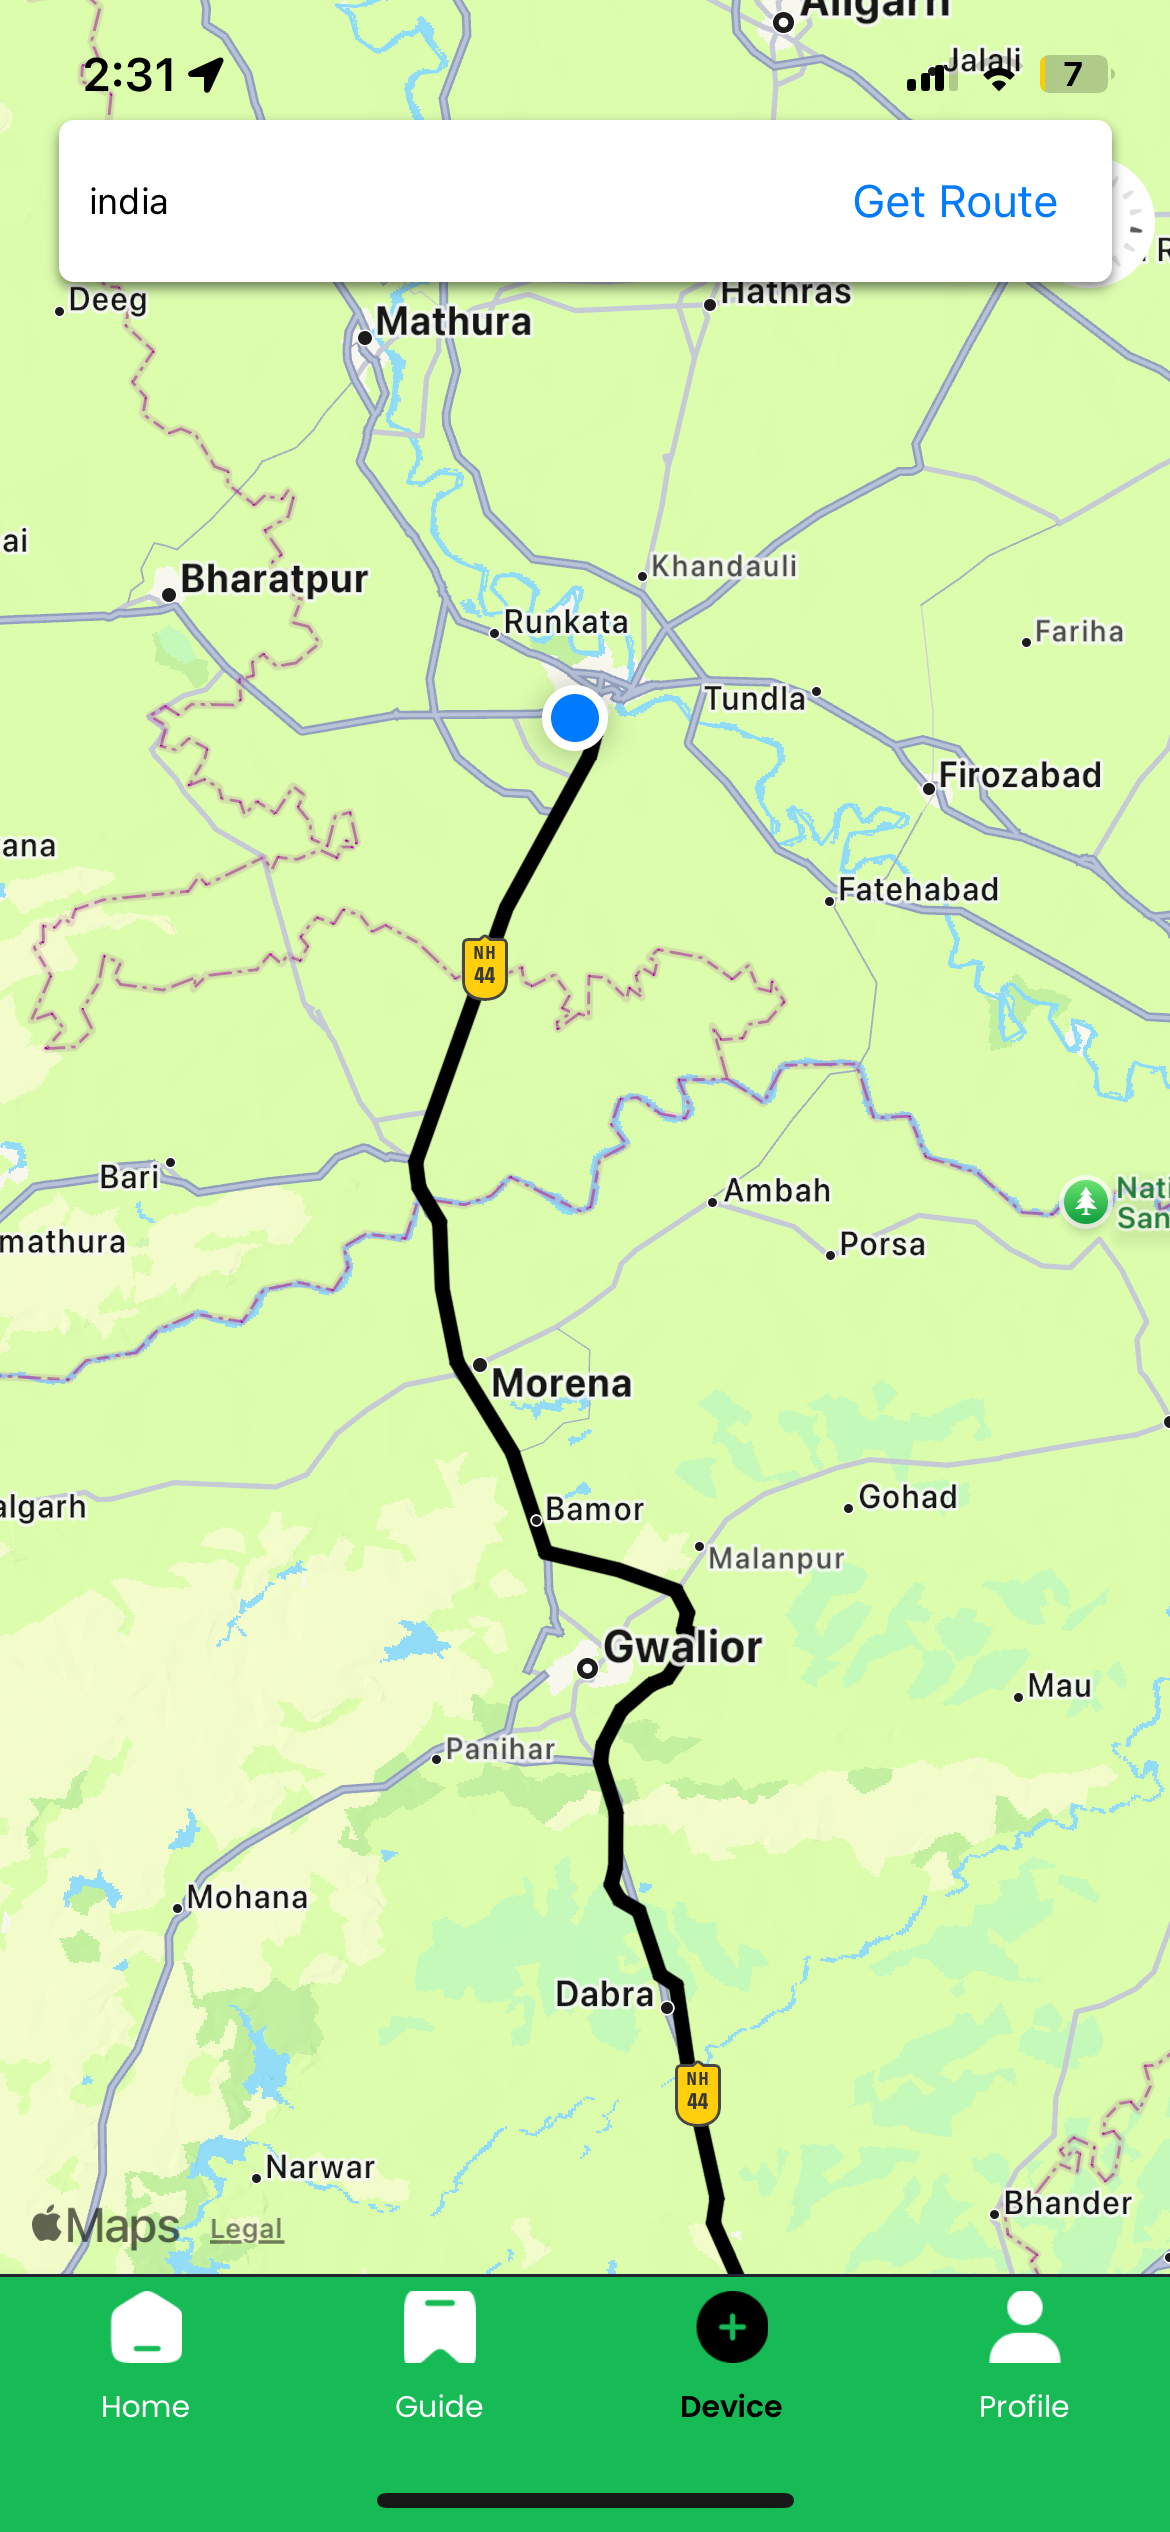 Aligarh
2:31
Jalali
7
india
Get Route
Deeg
Mathura
Hathras
ai
Bharatpur
Khandauli
Runkata
Fariha
Tundla
Firozabad
ana
Fatehabad
NH
44
Bari
Ambah
Nati
San
mathura
Porsa
Morena
algarh
Bamor
Gohad
Malanpur
Gwalior
Mau
Panihar
Mohana
Dabra
NH
44
Narwar
Bhander
Maps
Legal
Home
Guide
Device
Profile